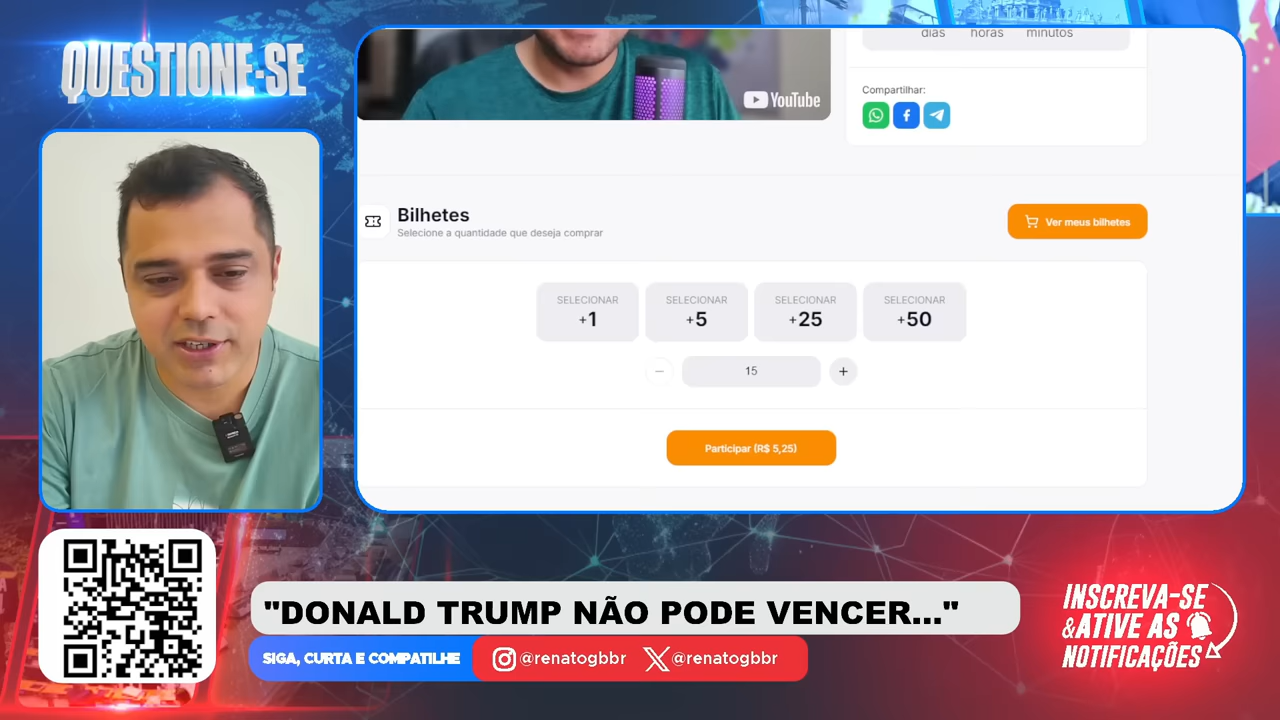 QUESTIONE-SE
dias horas minutos
YouTube
Compartilhar:
Bilhetes
Selecione a quantidade que deseja comprar
Ver meus bilhetes
SELECIONAR SELECIONAR SELECIONAR SELECIONAR
+1 +5 +25 +50
− 15 +
Participar (R$ 5,25)
"DONALD TRUMP NÃO PODE VENCER..."
SIGA, CURTA E COMPATILHE @renatogbbr @renatogbbr
INSCREVA-SE
&ATIVE AS
NOTIFICAÇÕES